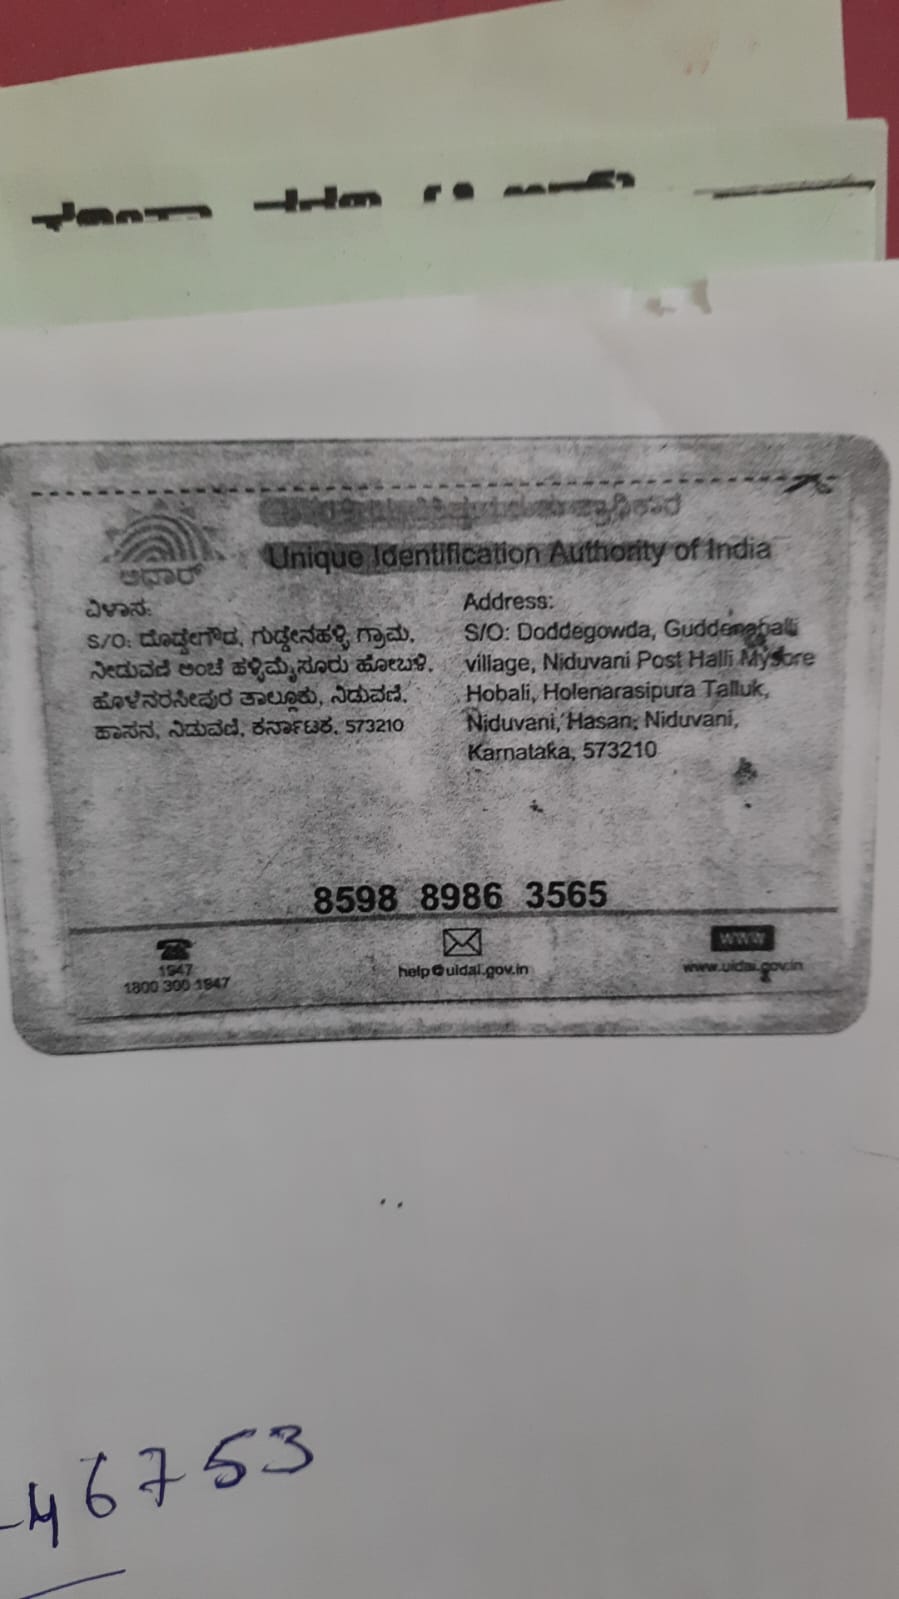 ಆಧಾರ್
Unique Identification Authority of India
ವಿಳಾಸ:
S/O: ದೊಡ್ಡೇಗೌಡ, ಗುಡ್ಡೇನಹಳ್ಳಿ ಗ್ರಾಮ,
ನೀಡುವಣಿ ಅಂಚೆ ಹಳ್ಳಿಮೈಸೂರು ಹೋಬಳಿ,
ಹೊಳೆನರಸೀಪುರ ತಾಲ್ಲೂಕು, ನಿಡುವಣಿ,
ಹಾಸನ, ನಿಡುವಣಿ, ಕರ್ನಾಟಕ, 573210
Address:
S/O: Doddegowda, Guddenahalli
village, Niduvani Post Halli Mysore
Hobali, Holenarasipura Talluk,
Niduvani, Hasan, Niduvani,
Karnataka, 573210
8598 8986 3565
1947
1800 300 1947
help@uidai.gov.in
www
www.uidai.gov.in
46753